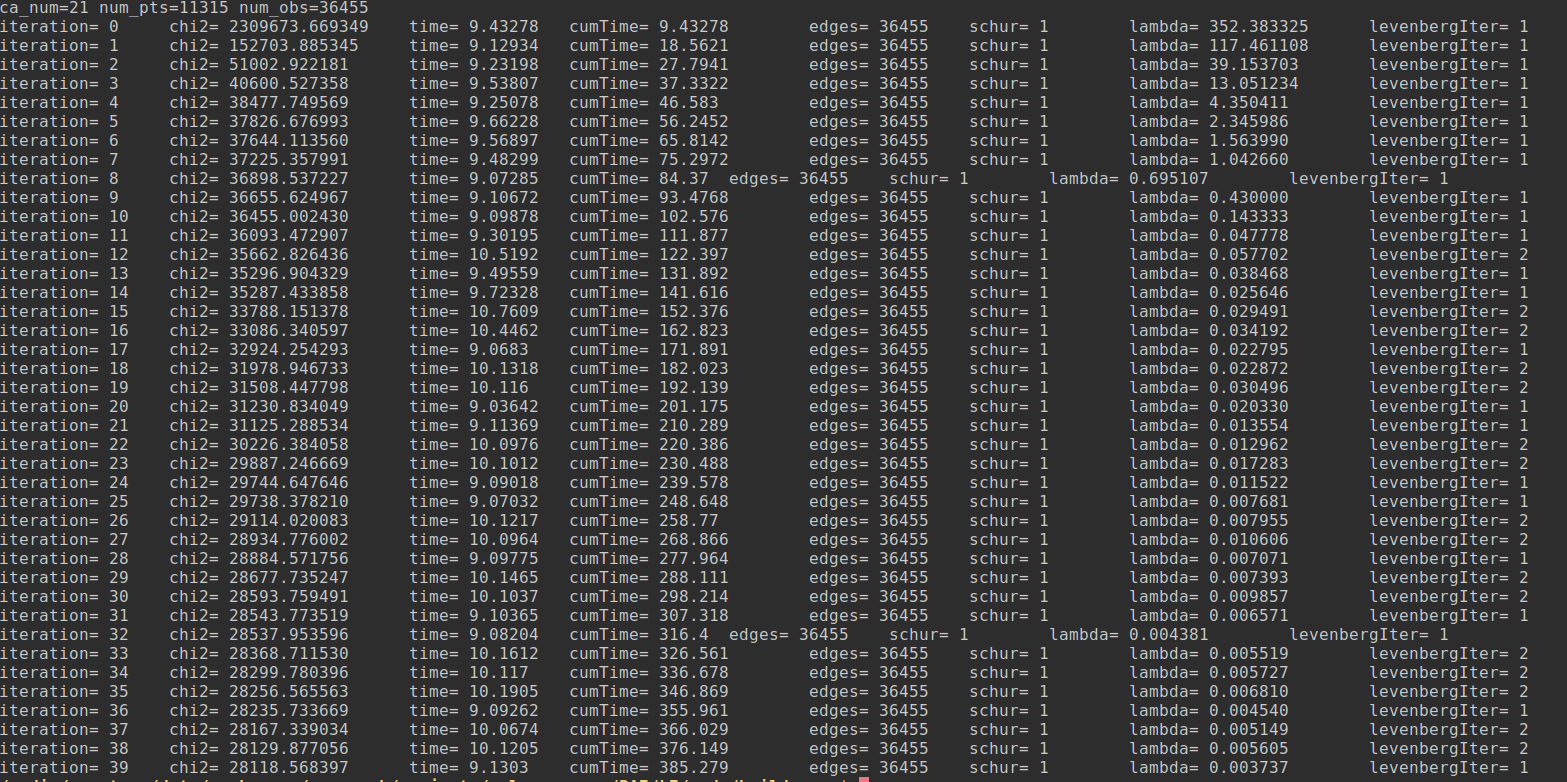 ca_num=21 num_pts=11315 num_obs=36455
iteration= 0 chi2= 2309673.669349 time= 9.43278 cumTime= 9.43278 edges= 36455 schur= 1 lambda= 352.383325 levenbergIter= 1
iteration= 1 chi2= 152703.885345 time= 9.12934 cumTime= 18.5621 edges= 36455 schur= 1 lambda= 117.461108 levenbergIter= 1
iteration= 2 chi2= 51002.922181 time= 9.23198 cumTime= 27.7941 edges= 36455 schur= 1 lambda= 39.153703 levenbergIter= 1
iteration= 3 chi2= 40600.527358 time= 9.53807 cumTime= 37.3322 edges= 36455 schur= 1 lambda= 13.051234 levenbergIter= 1
iteration= 4 chi2= 38477.749569 time= 9.25078 cumTime= 46.583 edges= 36455 schur= 1 lambda= 4.350411 levenbergIter= 1
iteration= 5 chi2= 37826.676993 time= 9.66228 cumTime= 56.2452 edges= 36455 schur= 1 lambda= 2.345986 levenbergIter= 1
iteration= 6 chi2= 37644.113560 time= 9.56897 cumTime= 65.8142 edges= 36455 schur= 1 lambda= 1.563990 levenbergIter= 1
iteration= 7 chi2= 37225.357991 time= 9.48299 cumTime= 75.2972 edges= 36455 schur= 1 lambda= 1.042660 levenbergIter= 1
iteration= 8 chi2= 36898.537227 time= 9.07285 cumTime= 84.37 edges= 36455 schur= 1 lambda= 0.695107 levenbergIter= 1
iteration= 9 chi2= 36655.624967 time= 9.10672 cumTime= 93.4768 edges= 36455 schur= 1 lambda= 0.430000 levenbergIter= 1
iteration= 10 chi2= 36455.002430 time= 9.09878 cumTime= 102.576 edges= 36455 schur= 1 lambda= 0.143333 levenbergIter= 1
iteration= 11 chi2= 36093.472907 time= 9.30195 cumTime= 111.877 edges= 36455 schur= 1 lambda= 0.047778 levenbergIter= 1
iteration= 12 chi2= 35662.826436 time= 10.5192 cumTime= 122.397 edges= 36455 schur= 1 lambda= 0.057702 levenbergIter= 2
iteration= 13 chi2= 35296.904329 time= 9.49559 cumTime= 131.892 edges= 36455 schur= 1 lambda= 0.038468 levenbergIter= 1
iteration= 14 chi2= 35287.433858 time= 9.72328 cumTime= 141.616 edges= 36455 schur= 1 lambda= 0.025646 levenbergIter= 1
iteration= 15 chi2= 33788.151378 time= 10.7609 cumTime= 152.376 edges= 36455 schur= 1 lambda= 0.029491 levenbergIter= 2
iteration= 16 chi2= 33086.340597 time= 10.4462 cumTime= 162.823 edges= 36455 schur= 1 lambda= 0.034192 levenbergIter= 2
iteration= 17 chi2= 32924.254293 time= 9.0683 cumTime= 171.891 edges= 36455 schur= 1 lambda= 0.022795 levenbergIter= 1
iteration= 18 chi2= 31978.946733 time= 10.1318 cumTime= 182.023 edges= 36455 schur= 1 lambda= 0.022872 levenbergIter= 2
iteration= 19 chi2= 31508.447798 time= 10.116 cumTime= 192.139 edges= 36455 schur= 1 lambda= 0.030496 levenbergIter= 2
iteration= 20 chi2= 31230.834049 time= 9.03642 cumTime= 201.175 edges= 36455 schur= 1 lambda= 0.020330 levenbergIter= 1
iteration= 21 chi2= 31125.288534 time= 9.11369 cumTime= 210.289 edges= 36455 schur= 1 lambda= 0.013554 levenbergIter= 1
iteration= 22 chi2= 30226.384058 time= 10.0976 cumTime= 220.386 edges= 36455 schur= 1 lambda= 0.012962 levenbergIter= 2
iteration= 23 chi2= 29887.246669 time= 10.1012 cumTime= 230.488 edges= 36455 schur= 1 lambda= 0.017283 levenbergIter= 2
iteration= 24 chi2= 29744.647646 time= 9.09018 cumTime= 239.578 edges= 36455 schur= 1 lambda= 0.011522 levenbergIter= 1
iteration= 25 chi2= 29738.378210 time= 9.07032 cumTime= 248.648 edges= 36455 schur= 1 lambda= 0.007681 levenbergIter= 1
iteration= 26 chi2= 29114.020083 time= 10.1217 cumTime= 258.77 edges= 36455 schur= 1 lambda= 0.007955 levenbergIter= 2
iteration= 27 chi2= 28934.776002 time= 10.0964 cumTime= 268.866 edges= 36455 schur= 1 lambda= 0.010606 levenbergIter= 2
iteration= 28 chi2= 28884.571756 time= 9.09775 cumTime= 277.964 edges= 36455 schur= 1 lambda= 0.007071 levenbergIter= 1
iteration= 29 chi2= 28677.735247 time= 10.1465 cumTime= 288.111 edges= 36455 schur= 1 lambda= 0.007393 levenbergIter= 2
iteration= 30 chi2= 28593.759491 time= 10.1037 cumTime= 298.214 edges= 36455 schur= 1 lambda= 0.009857 levenbergIter= 2
iteration= 31 chi2= 28543.773519 time= 9.10365 cumTime= 307.318 edges= 36455 schur= 1 lambda= 0.006571 levenbergIter= 1
iteration= 32 chi2= 28537.953596 time= 9.08204 cumTime= 316.4 edges= 36455 schur= 1 lambda= 0.004381 levenbergIter= 1
iteration= 33 chi2= 28368.711530 time= 10.1612 cumTime= 326.561 edges= 36455 schur= 1 lambda= 0.005519 levenbergIter= 2
iteration= 34 chi2= 28299.780396 time= 10.117 cumTime= 336.678 edges= 36455 schur= 1 lambda= 0.005727 levenbergIter= 2
iteration= 35 chi2= 28256.565563 time= 10.1905 cumTime= 346.869 edges= 36455 schur= 1 lambda= 0.006810 levenbergIter= 2
iteration= 36 chi2= 28235.733669 time= 9.09262 cumTime= 355.961 edges= 36455 schur= 1 lambda= 0.004540 levenbergIter= 1
iteration= 37 chi2= 28167.339034 time= 10.0674 cumTime= 366.029 edges= 36455 schur= 1 lambda= 0.005149 levenbergIter= 2
iteration= 38 chi2= 28129.877056 time= 10.1205 cumTime= 376.149 edges= 36455 schur= 1 lambda= 0.005605 levenbergIter= 2
iteration= 39 chi2= 28118.568397 time= 9.1303 cumTime= 385.279 edges= 36455 schur= 1 lambda= 0.003737 levenbergIter= 1